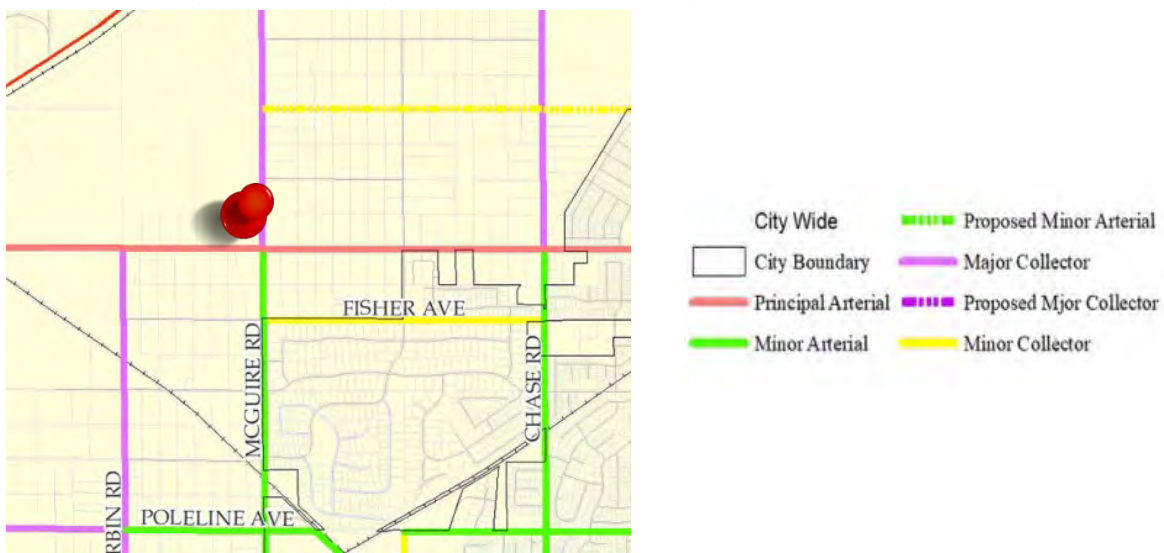 FISHER AVE
MCGUIRE RD
CHASE RD
RBIN RD
POLELINE AVE
City Wide
City Boundary
Principal Arterial
Minor Arterial
Proposed Minor Arterial
Major Collector
Proposed Mjor Collector
Minor Collector